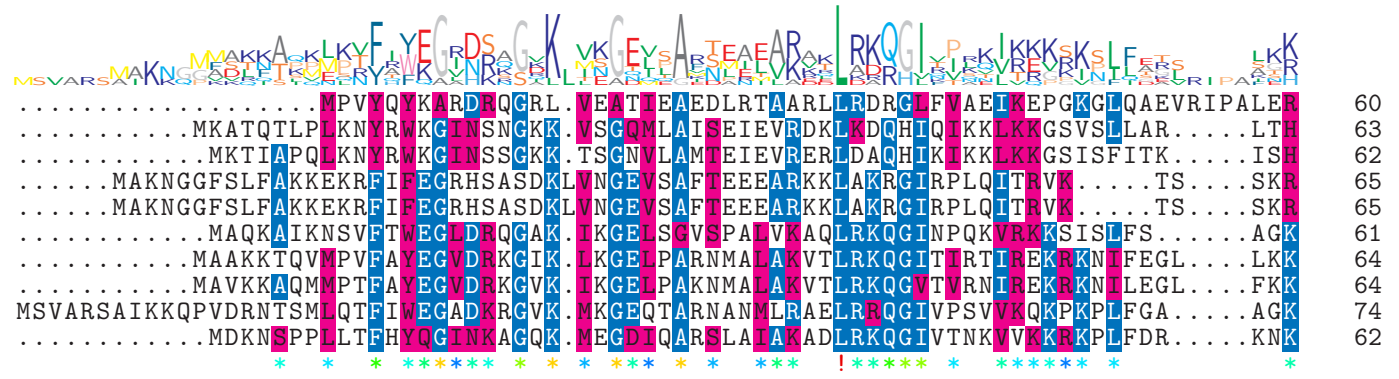 ...................MPVYQYKARDRQGRL.VEATIEAEDLRTAARLLRDRGLFVAEIKEPGKGLQAEVRIPALER 60
...........MKATQTLPLKNYRWKGINSNGKK.VSGQMLAISEIEVRDKLKDQHIQIKKLKKGSVSLLAR.....LTH 63
............MKTIAPQLKNYRWKGINSSGKK.TSGNVLAMTEIEVRERLDAQHIKIKKLKKGSISFITK.....ISH 62
......MAKNGGFSLFAKKEKRFIFEGRHSASDKLVNGEVSAFTEEEARKKLAKRGIRPLQITRVK.....TS....SKR 65
......MAKNGGFSLFAKKEKRFIFEGRHSASDKLVNGEVSAFTEEEARKKLAKRGIRPLQITRVK.....TS....SKR 65
............MAQKAIKNSVFTWEGLDRQGAK.IKGELSGVSPALVKAQLRKQGINPQKVRKKSISLFS......AGK 61
...........MAAKKTQVMPVFAYEGVDRKGIK.LKGELPARNMALAKVTLRKQGITIRTIREKRKNIFEGL....LKK 64
...........MAVKKAQMMPTFAYEGVDRKGVK.IKGELPAKNMALAKVTLRKQGVTVRNIREKRKNILEGL....FKK 64
MSVARSAIKKQPVDRNTSMLQTFIWEGADKRGVK.MKGEQTARNANMLRAELRRQGIVPSVVKQKPKPLFGA.....AGK 74
............MDKNSPPLLTFHYQGINKAGQK.MEGDIQARSLAIAKADLRKQGIVTNKVVKKRKPLFDR.....KNK 62